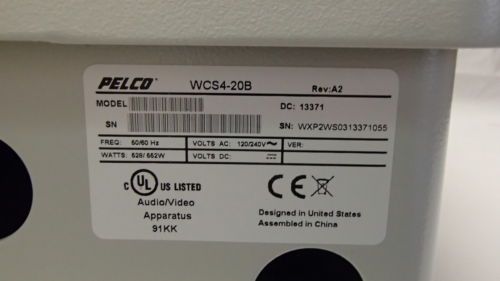 PELCO WCS4-20B Rev:A2
MODEL DC: 13371
SN SN: WXP2WS0313371055
FREQ: 50/60 Hz VOLTS AC: 120/240V VER:
WATTS: 528/552W VOLTS DC:
C UL US LISTED CE
Audio/Video
Apparatus
91KK
Designed in United States
Assembled in China